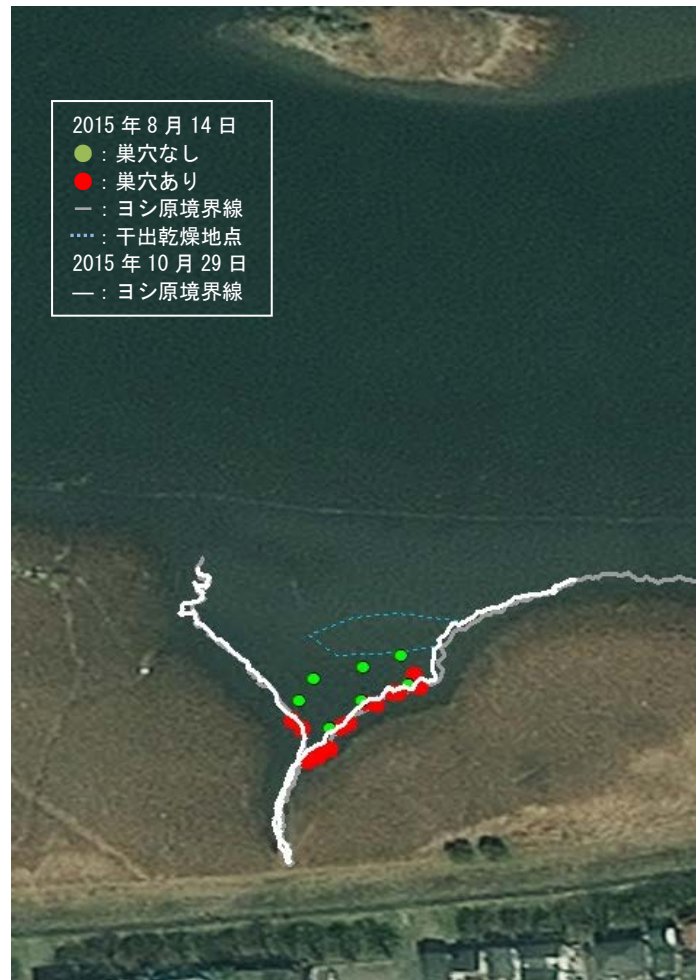 2015 年 8 月 14 日
● : 巣穴なし
● : 巣穴あり
― : ヨシ原境界線
···· : 干出乾燥地点
2015 年 10 月 29 日
― : ヨシ原境界線